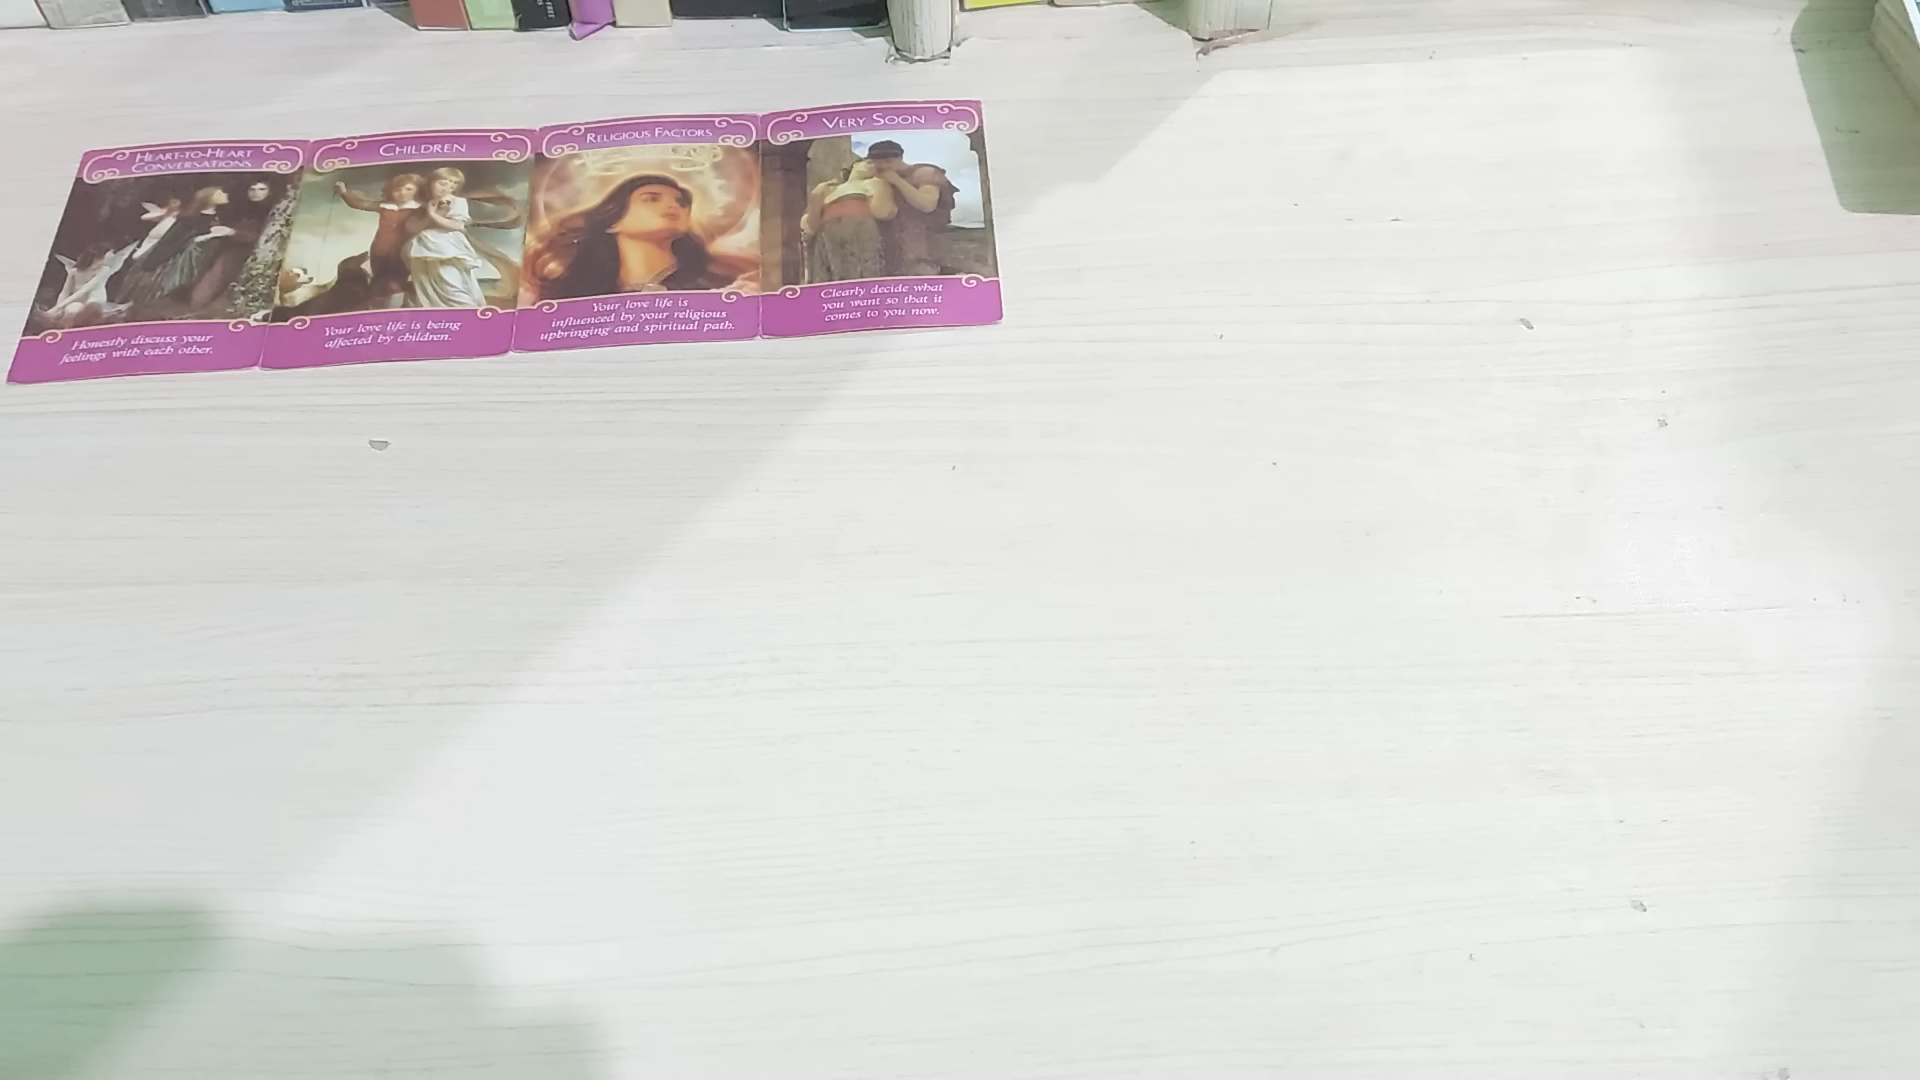 HEART-TO-HEART
CONVERSATIONS
Honestly discuss your
feelings with each other.
CHILDREN
Your love life is being
affected by children.
RELIGIOUS FACTORS
Your love life is
influenced by your religious
upbringing and spiritual path.
VERY SOON
Clearly decide what
you want so that it
comes to you now.